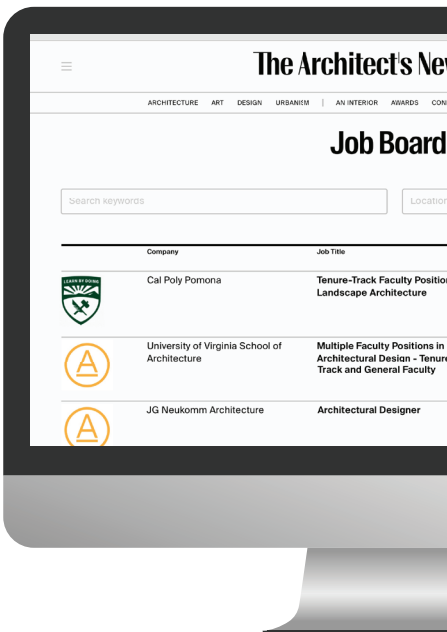 The Architect's Ne
ARCHITECTURE ART DESIGN URBANISM | AN INTERIOR AWARDS CON
Job Board
Search keywords
Location
Company Job Title
LEARN BY DOING
Cal Poly Pomona
Tenure-Track Faculty Position
Landscape Architecture
University of Virginia School of
Architecture
Multiple Faculty Positions in
Architectural Design - Tenure
Track and General Faculty
A
JG Neukomm Architecture
Architectural Designer
A